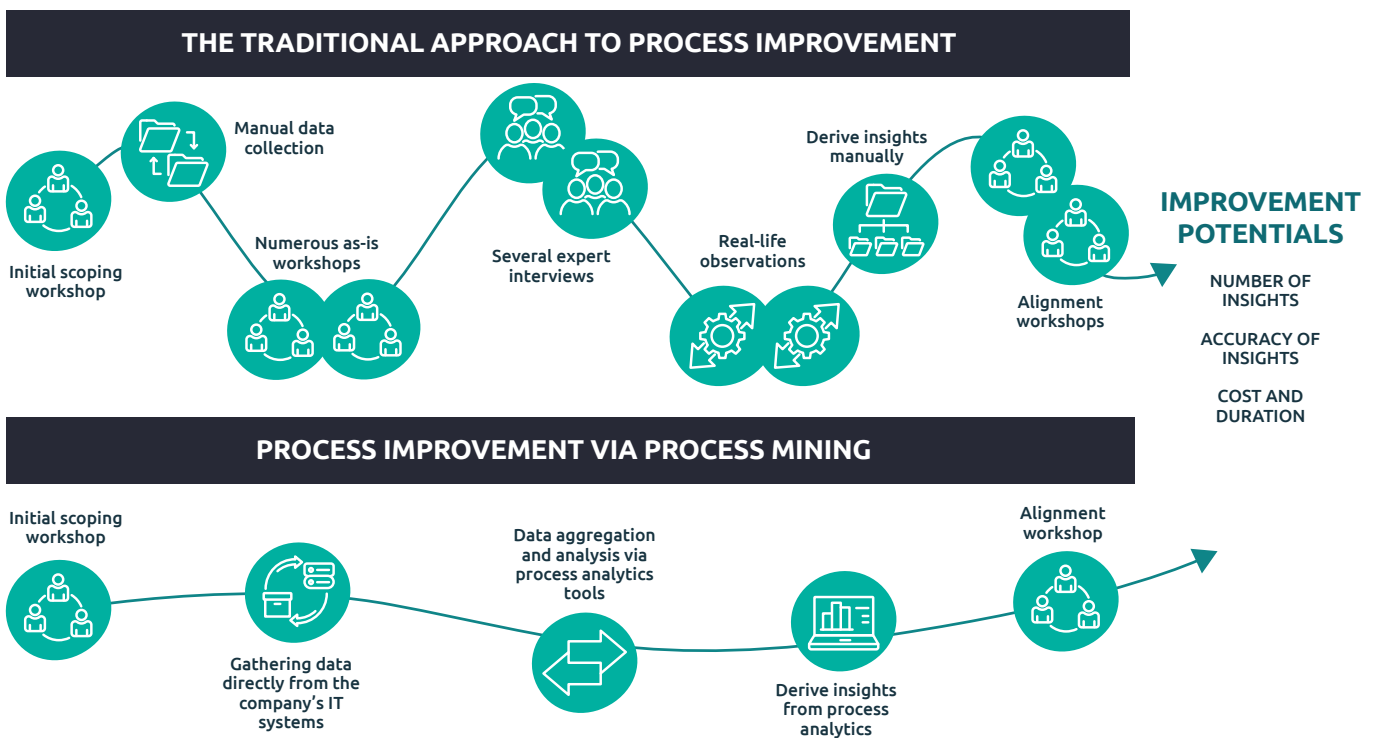 THE TRADITIONAL APPROACH TO PROCESS IMPROVEMENT
Initial scoping
workshop
Manual data
collection
Numerous as-is
workshops
Several expert
interviews
Real-life
observations
Derive insights
manually
Alignment
workshops
IMPROVEMENT
POTENTIALS
NUMBER OF
INSIGHTS
ACCURACY OF
INSIGHTS
COST AND
DURATION
PROCESS IMPROVEMENT VIA PROCESS MINING
Initial scoping
workshop
Gathering data
directly from the
company’s IT
systems
Data aggregation
and analysis via
process analytics
tools
Derive insights
from process
analytics
Alignment
workshop